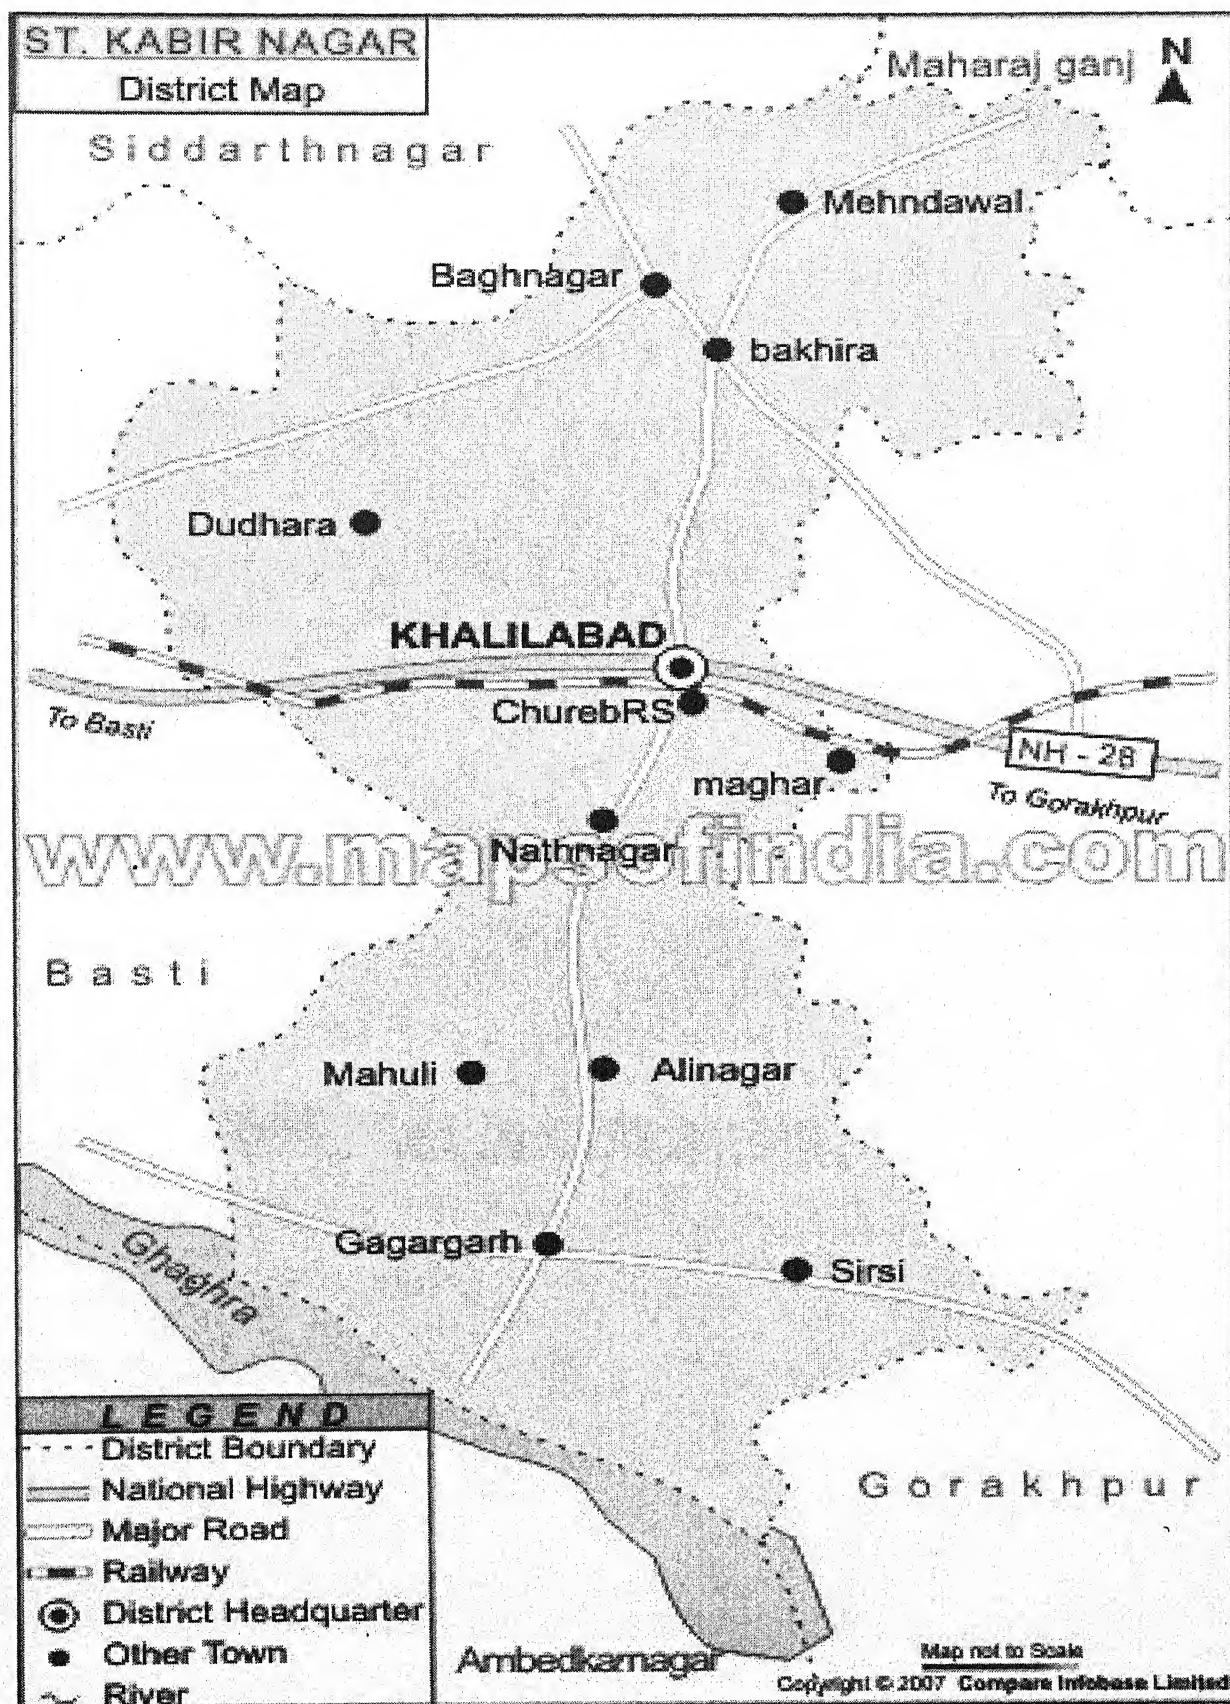 ST. KABIR NAGAR
District Map
N
Maharaj ganj
Siddarthnagar
Mehndawal
Baghnagar
bakhira
Dudhara
KHALILABAD
To Basti
ChurebRS
NH - 28
maghar
To Gorakhpur
Nathnagar
www.mapsofindia.com
Basti
Mahuli
Alinagar
Ghaghra
Gagargarh
Sirsi
LEGEND
District Boundary
National Highway
Major Road
Railway
District Headquarter
Other Town
River
Gorakhpur
Ambedkarnagar
Map not to Scale
Copyright © 2007 Compare Infobase Limited